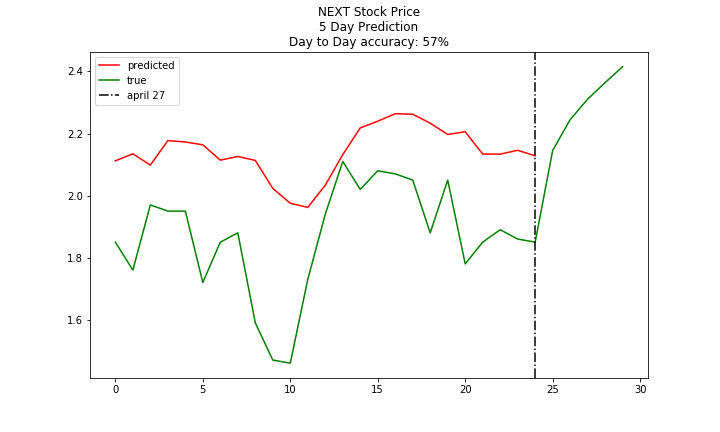 NEXT Stock Price
5 Day Prediction
Day to Day accuracy: 57%
predicted
true
april 27
2.4
2.2
2.0
1.8
1.6
0 5 10 15 20 25 30